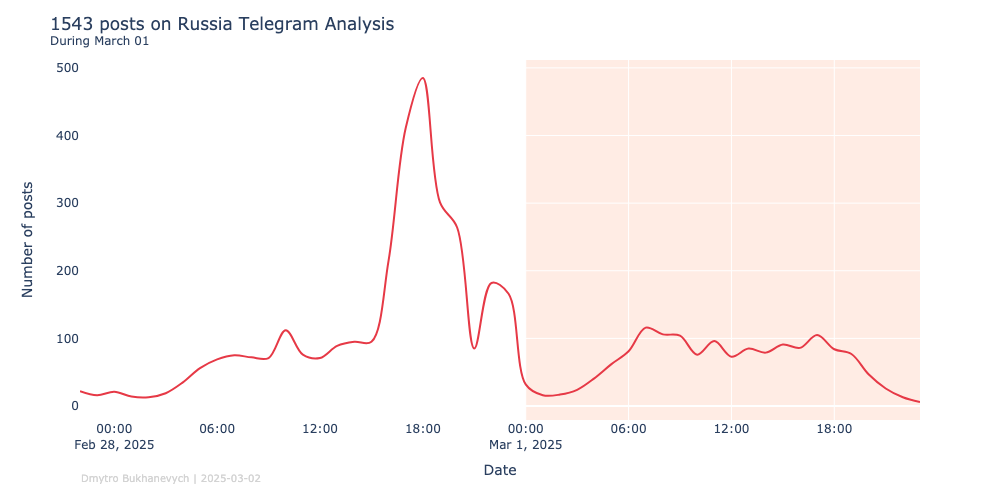 1543 posts on Russia Telegram Analysis
During March 01
500
400
300
200
100
0
Number of posts
00:00 06:00 12:00 18:00 00:00 06:00 12:00 18:00
Feb 28, 2025 Mar 1, 2025
Date
Dmytro Bukhanevych | 2025-03-02